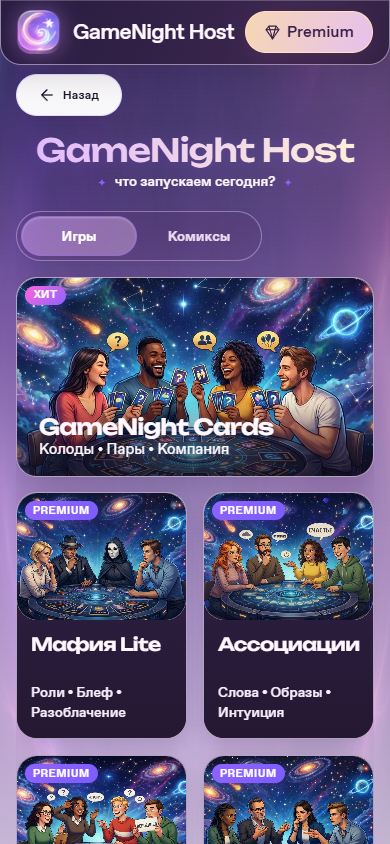 GameNight Host
Premium
Назад
GameNight Host
что запускаем сегодня?
Игры
Комиксы
ХИТ
?
GameNight Cards
Колоды • Пары • Компания
PREMIUM
PREMIUM
СЧАСТЬЕ
Мафия Lite
Ассоциации
Роли • Блеф •
Разоблачение
Слова • Образы •
Интуиция
PREMIUM
PREMIUM